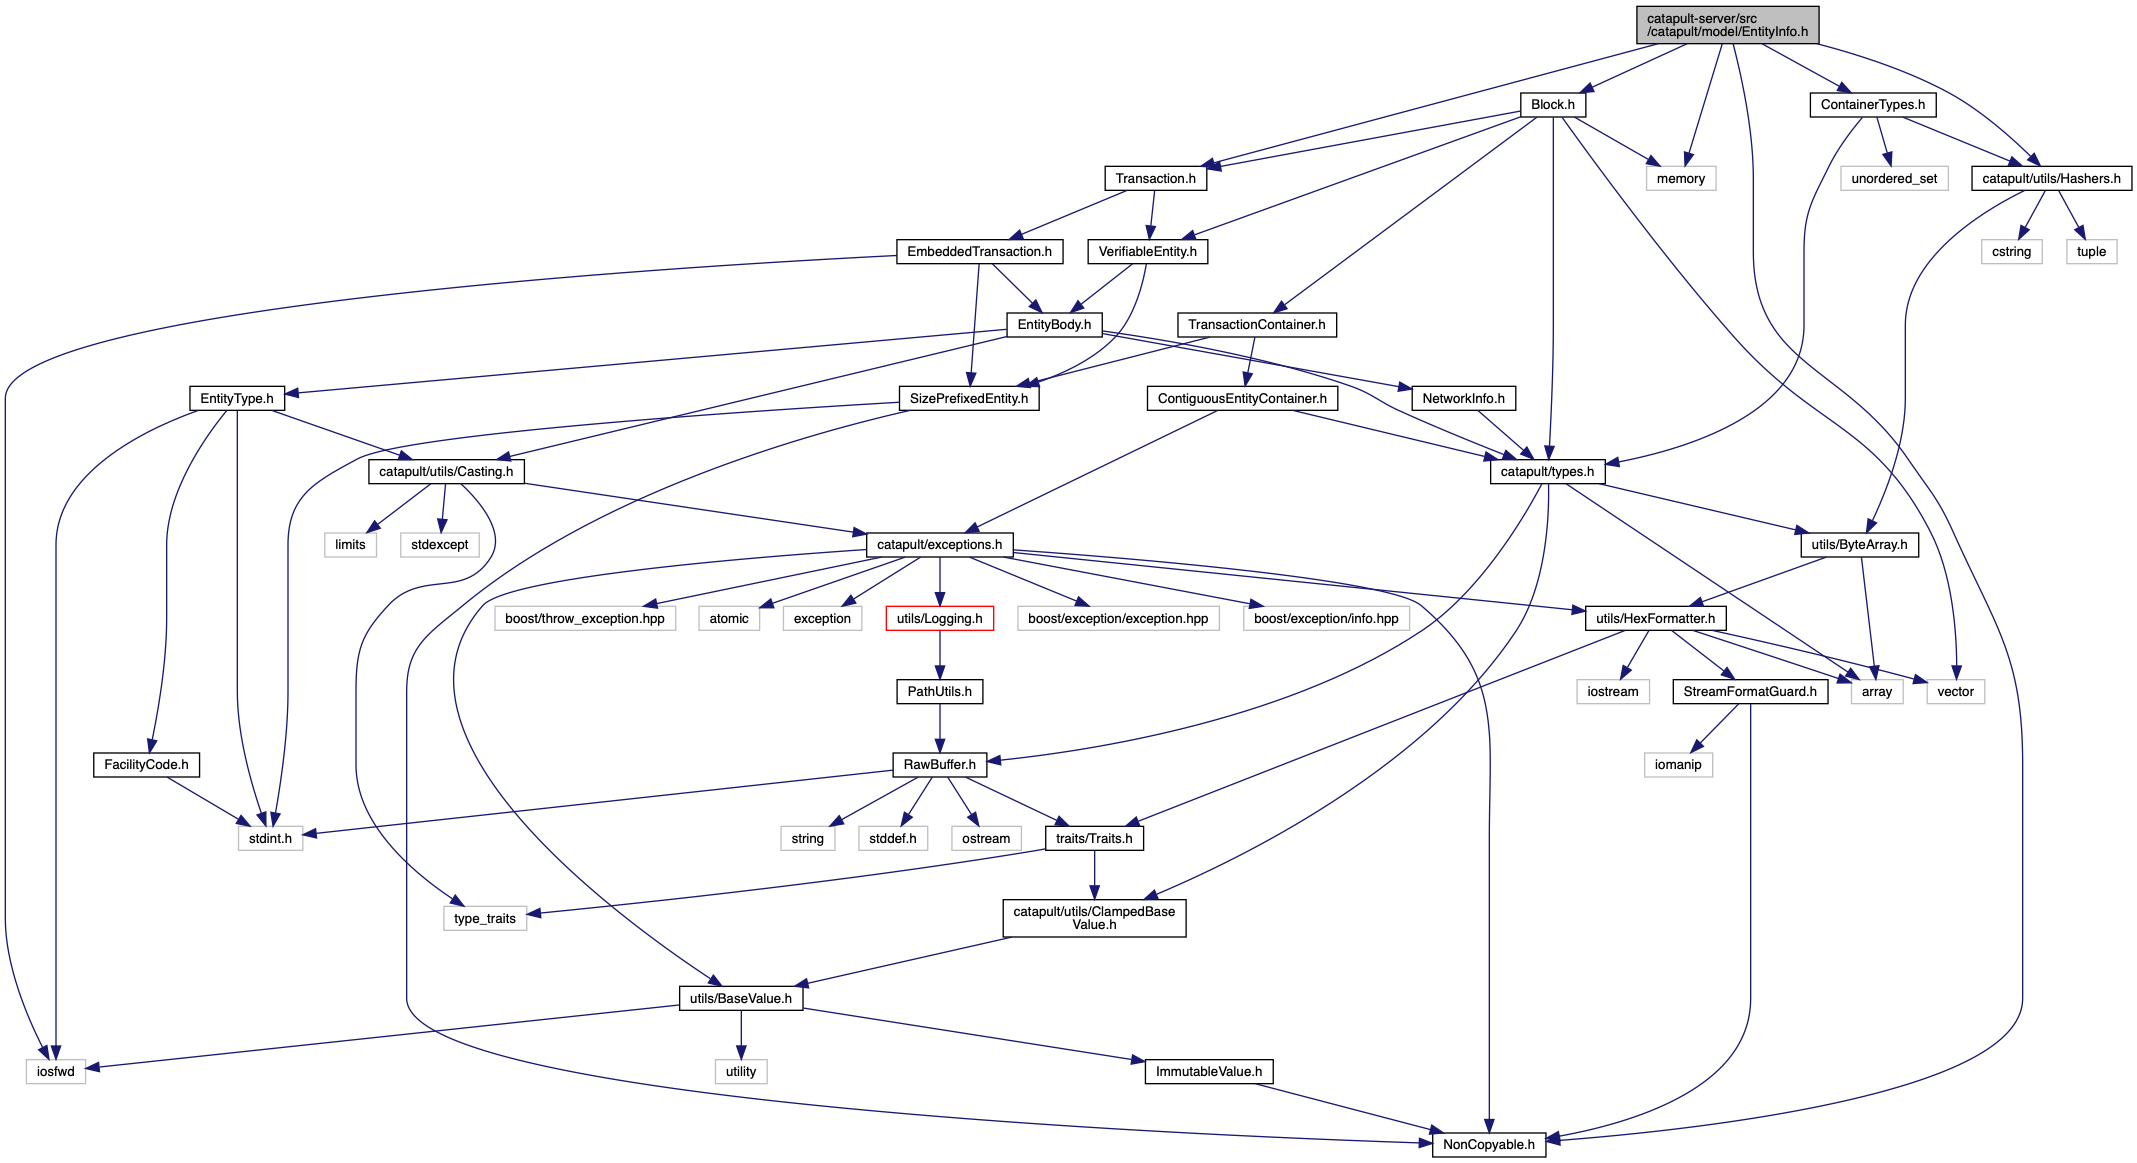 catapult-server/src
/catapult/model/EntityInfo.h
Block.h
ContainerTypes.h
Transaction.h
memory
unordered_set
catapult/utils/Hashers.h
EmbeddedTransaction.h
VerifiableEntity.h
cstring
tuple
EntityBody.h
TransactionContainer.h
EntityType.h
SizePrefixedEntity.h
ContiguousEntityContainer.h
NetworkInfo.h
catapult/utils/Casting.h
catapult/types.h
limits
stdexcept
catapult/exceptions.h
utils/ByteArray.h
boost/throw_exception.hpp
atomic
exception
utils/Logging.h
boost/exception/exception.hpp
boost/exception/info.hpp
utils/HexFormatter.h
PathUtils.h
iostream
StreamFormatGuard.h
array
vector
FacilityCode.h
RawBuffer.h
iomanip
stdint.h
string
stddef.h
ostream
traits/Traits.h
type_traits
catapult/utils/ClampedBase
Value.h
utils/BaseValue.h
iosfwd
utility
ImmutableValue.h
NonCopyable.h